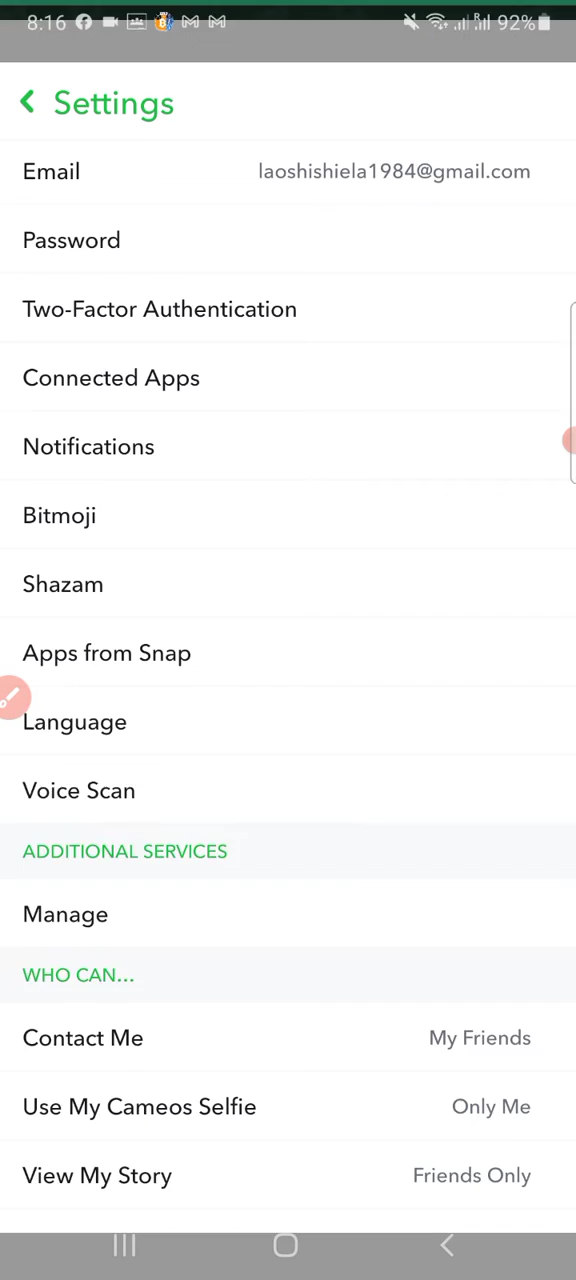 8:16 92%
Settings
Email laoshishiela1984@gmail.com
Password
Two-Factor Authentication
Connected Apps
Notifications
Bitmoji
Shazam
Apps from Snap
Language
Voice Scan
ADDITIONAL SERVICES
Manage
WHO CAN...
Contact Me My Friends
Use My Cameos Selfie Only Me
View My Story Friends Only